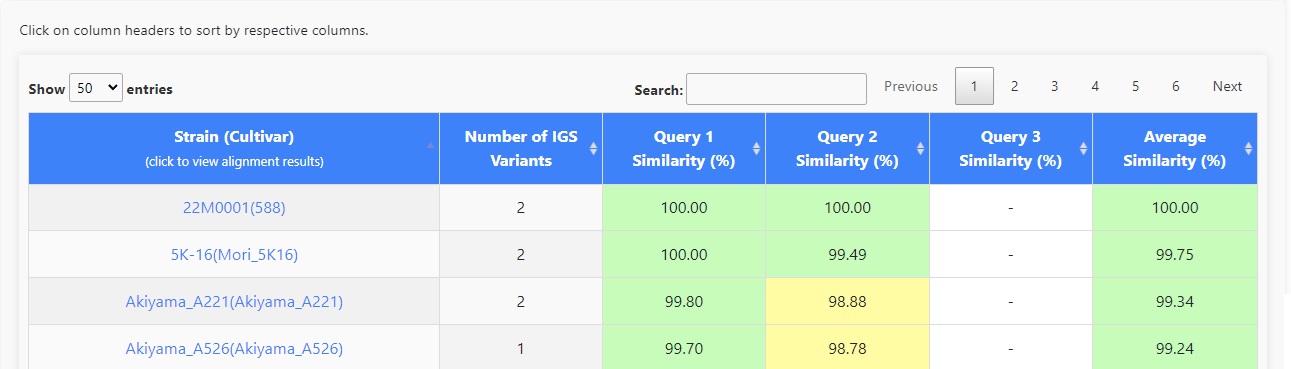 Click on column headers to sort by respective columns.
Show 50 entries
Search:
Previous 1 2 3 4 5 6 Next
Strain (Cultivar)
(click to view alignment results)
Number of IGS
Variants
Query 1
Similarity (%)
Query 2
Similarity (%)
Query 3
Similarity (%)
Average
Similarity (%)
22M0001(588) 2 100.00 100.00 - 100.00
5K-16(Mori_5K16) 2 100.00 99.49 - 99.75
Akiyama_A221(Akiyama_A221) 2 99.80 98.88 - 99.34
Akiyama_A526(Akiyama_A526) 1 99.70 98.78 - 99.24